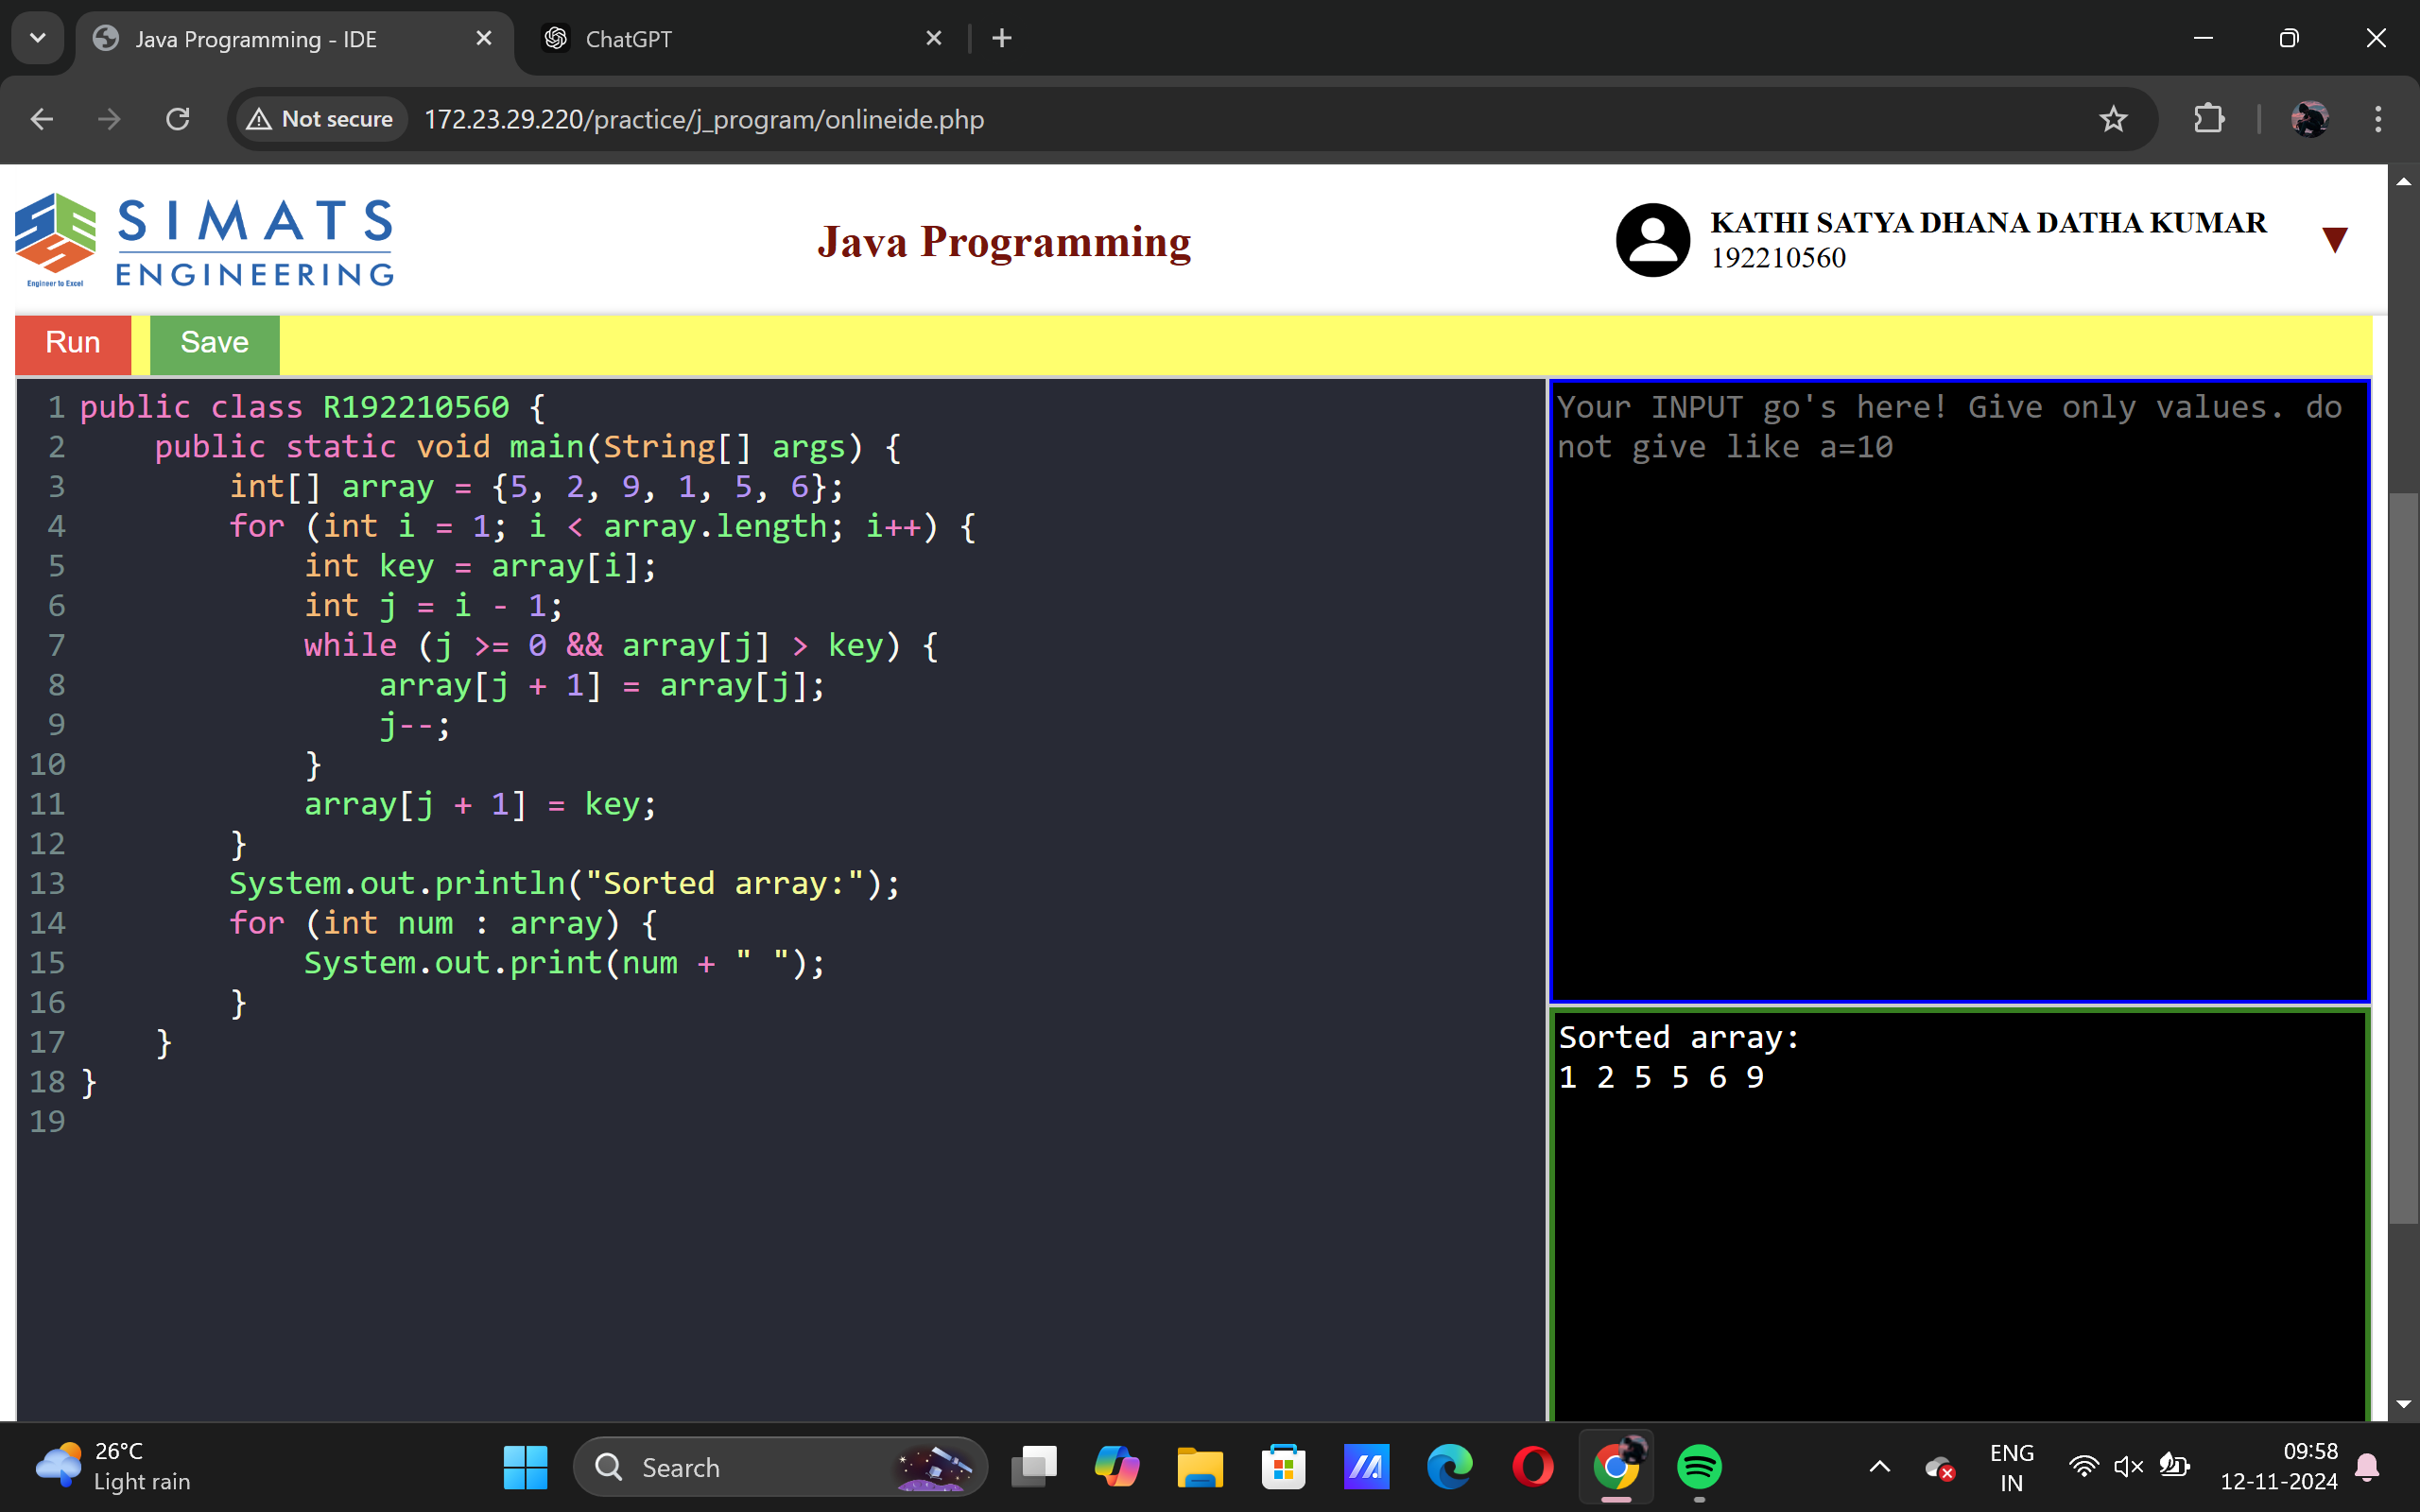 Java Programming - IDE
ChatGPT
Not secure
172.23.29.220/practice/j_program/onlineide.php
SIMATS
ENGINEERING
Engineer to Excel
Java Programming
KATHI SATYA DHANA DATHA KUMAR
192210560
Run
Save
1 public class R192210560 {
2     public static void main(String[] args) {
3         int[] array = {5, 2, 9, 1, 5, 6};
4         for (int i = 1; i < array.length; i++) {
5             int key = array[i];
6             int j = i - 1;
7             while (j >= 0 && array[j] > key) {
8                 array[j + 1] = array[j];
9                 j--;
10             }
11             array[j + 1] = key;
12         }
13         System.out.println("Sorted array:");
14         for (int num : array) {
15             System.out.print(num + " ");
16         }
17     }
18 }
19
Your INPUT go's here! Give only values. do
not give like a=10
Sorted array:
1 2 5 5 6 9
26°C
Light rain
Search
ENG
IN
09:58
12-11-2024